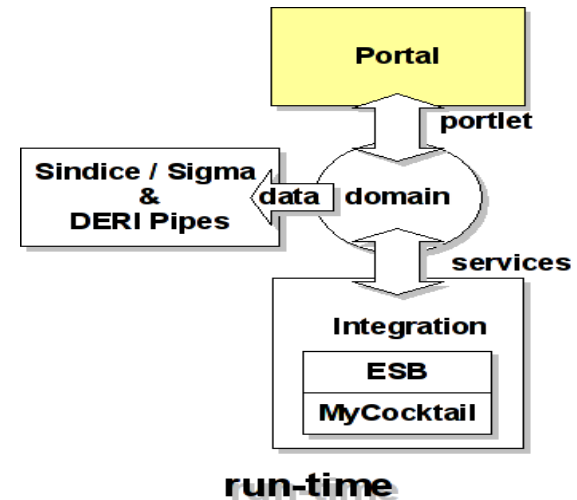 Portal
portlet
Sindice / Sigma
&
DERI Pipes
data
domain
services
Integration
ESB
MyCocktail
run-time